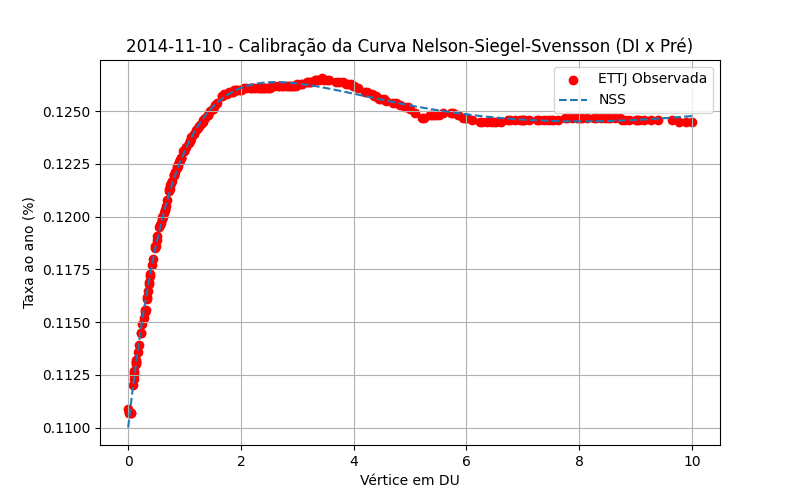 2014-11-10 - Calibração da Curva Nelson-Siegel-Svensson (DI x Pré)
ETTJ Observada
NSS
Taxa ao ano (%)
0.1250
0.1225
0.1200
0.1175
0.1150
0.1125
0.1100
0 2 4 6 8 10
Vértice em DU